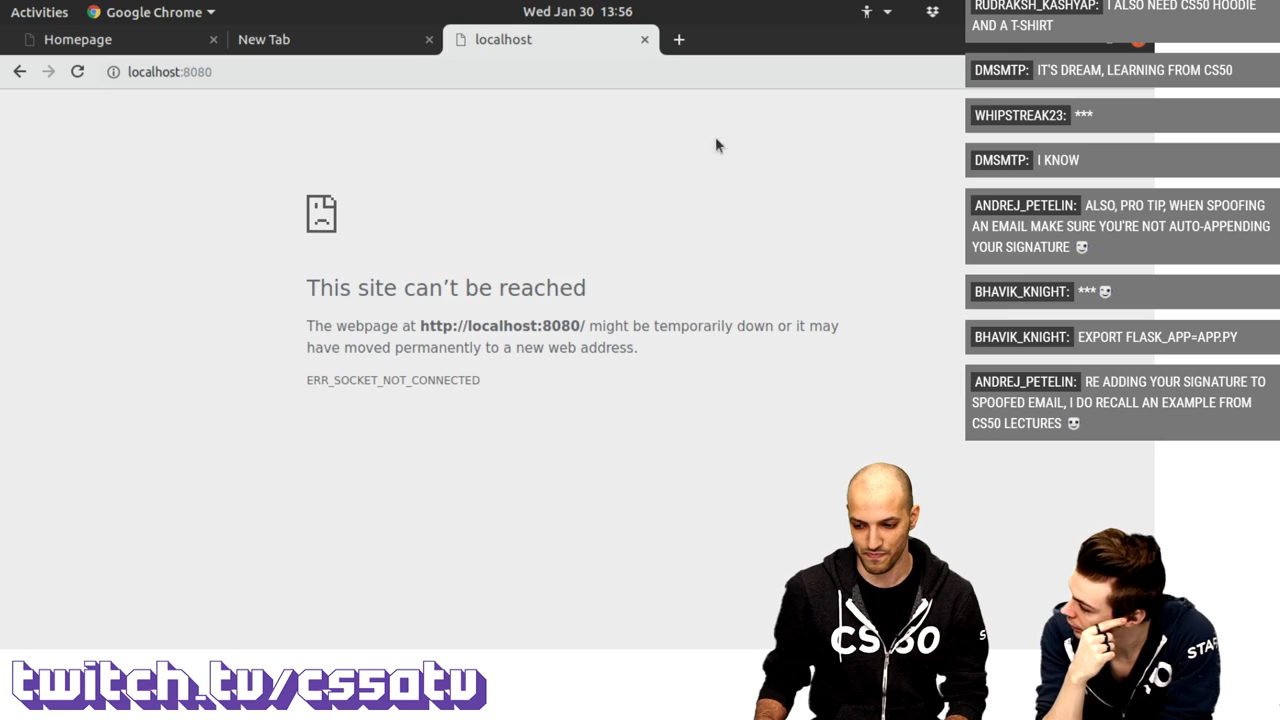 Activities Google Chrome Wed Jan 30 13:56
Homepage New Tab localhost
localhost:8080
This site can't be reached
The webpage at http://localhost:8080/ might be temporarily down or it may
have moved permanently to a new web address.
ERR_SOCKET_NOT_CONNECTED
RUDRAKSH_KASHYAP: I ALSO NEED CS50 HOODIE
AND A T-SHIRT
DMSMTP: IT'S DREAM, LEARNING FROM CS50
WHIPSTREAK23: ***
DMSMTP: I KNOW
ANDREJ_PETELIN: ALSO, PRO TIP, WHEN SPOOFING
AN EMAIL MAKE SURE YOU'RE NOT AUTO-APPENDING
YOUR SIGNATURE
BHAVIK_KNIGHT: ***
BHAVIK_KNIGHT: EXPORT FLASK_APP=APP.PY
ANDREJ_PETELIN: RE ADDING YOUR SIGNATURE TO
SPOOFED EMAIL, I DO RECALL AN EXAMPLE FROM
CS50 LECTURES
CS50
STAF
twitch.tv/cs50tv